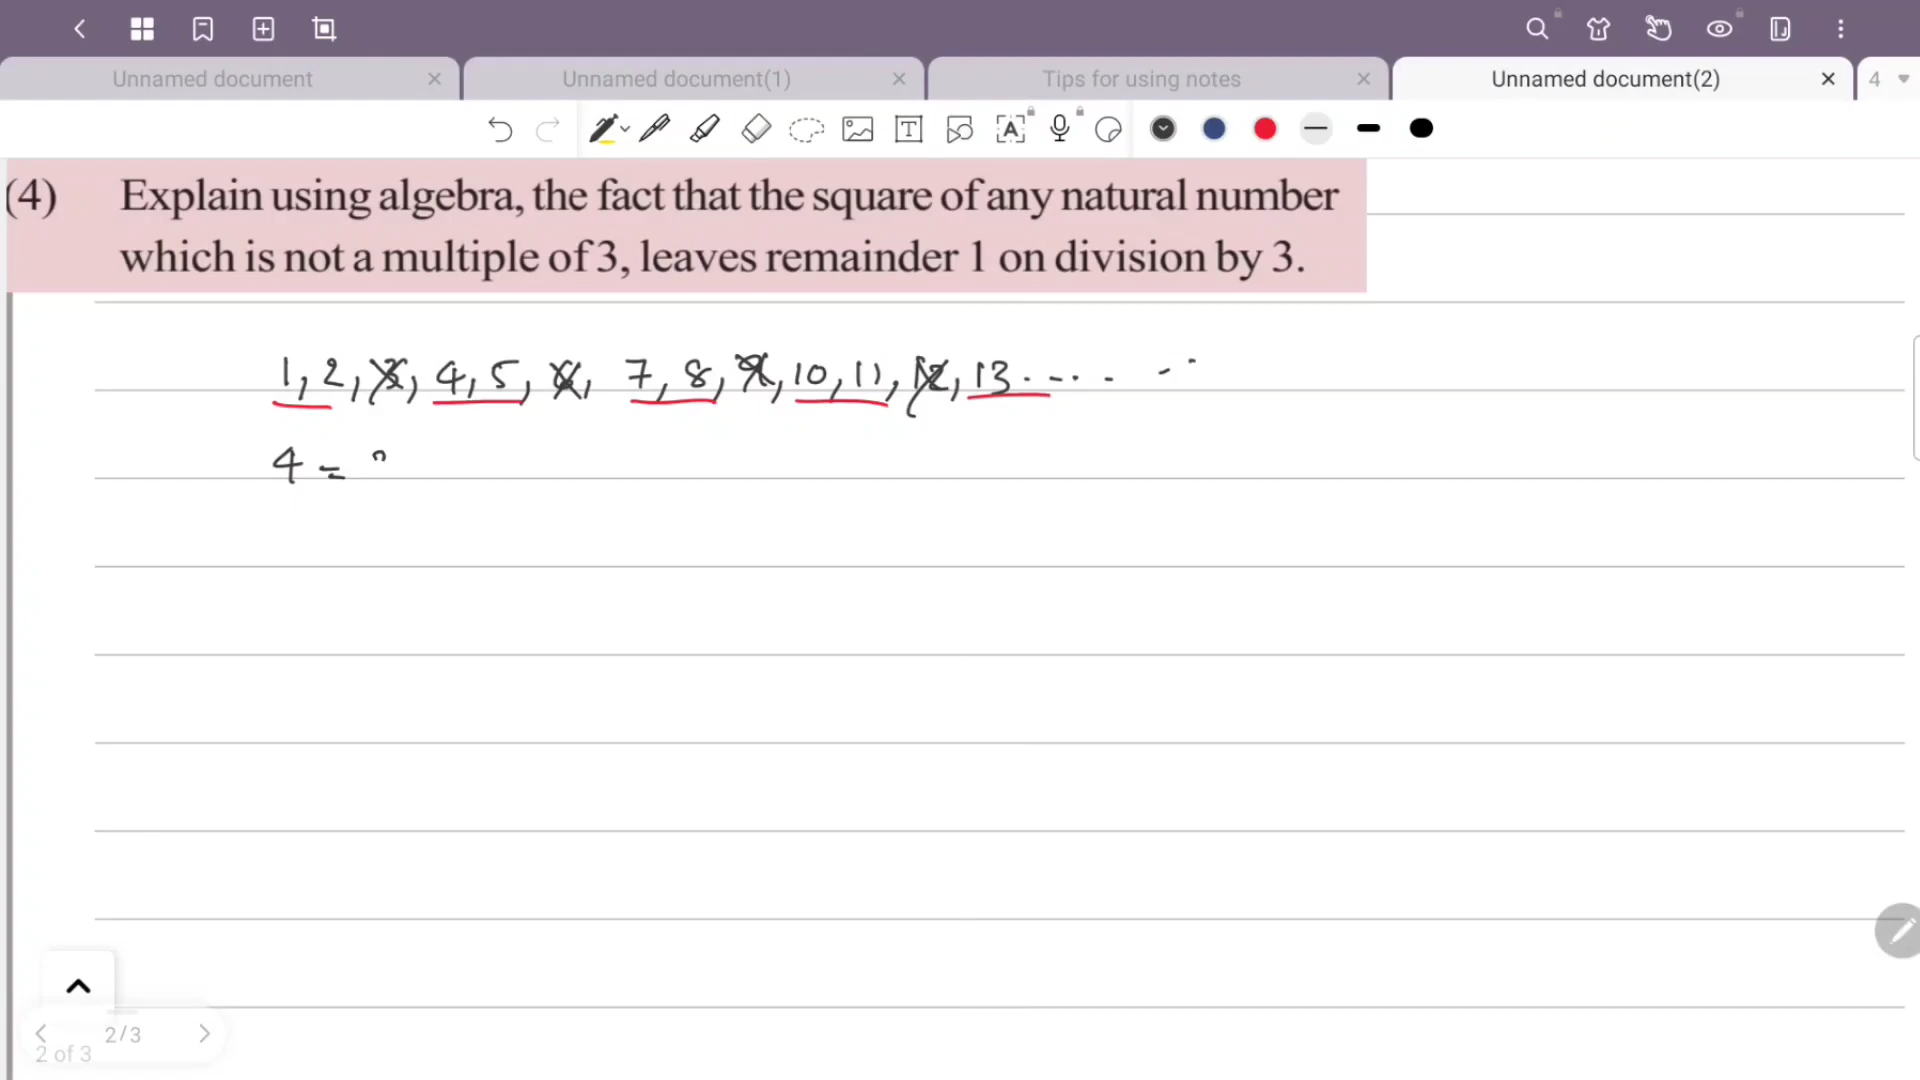 Unnamed document
Unnamed document(1)
Tips for using notes
Unnamed document(2)
4
(4) Explain using algebra, the fact that the square of any natural number
which is not a multiple of 3, leaves remainder 1 on division by 3.
1, 2, 3, 4, 5, 6, 7, 8, 9, 10, 11, 12, 13.....
4 =
2/3
2 of 3